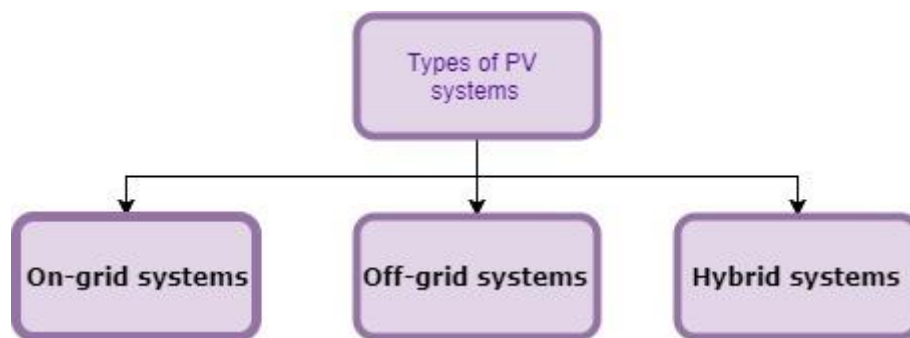 Types of PV
systems
On-grid systems
Off-grid systems
Hybrid systems